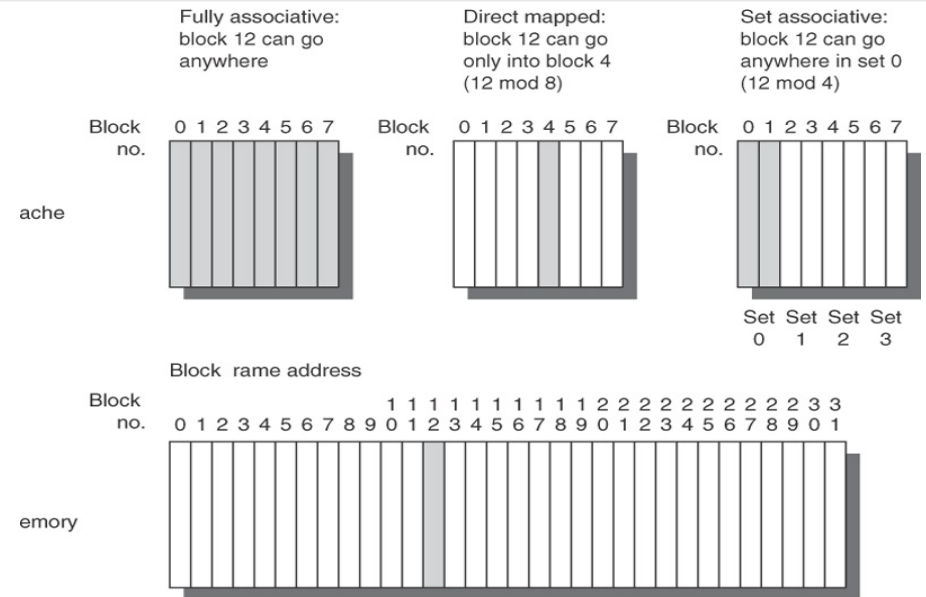 Fully associative:
block 12 can go
anywhere
Direct mapped:
block 12 can go
only into block 4
(12 mod 8)
Set associative:
block 12 can go
anywhere in set 0
(12 mod 4)
Block
no.
0 1 2 3 4 5 6 7
Block
no.
0 1 2 3 4 5 6 7
Block
no.
0 1 2 3 4 5 6 7
ache
Set Set Set Set
0 1 2 3
Block rame address
Block
no.
1 1 1 1 1 1 1 1 1 1 2 2 2 2 2 2 2 2 2 2 3 3
0 1 2 3 4 5 6 7 8 9 0 1 2 3 4 5 6 7 8 9 0 1 2 3 4 5 6 7 8 9 0 1
emory